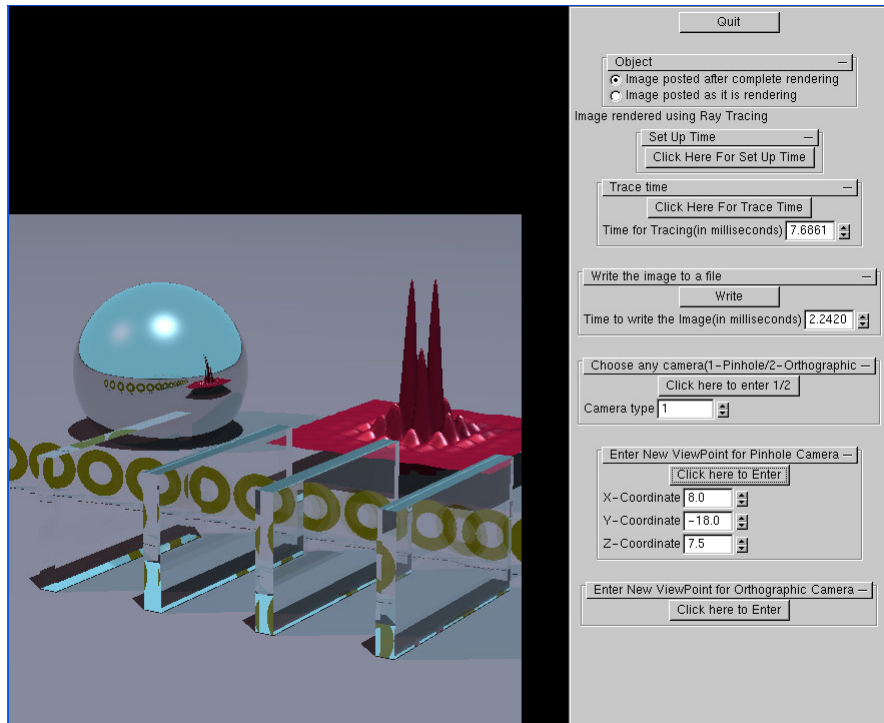 Quit
Object
Image posted after complete rendering
Image posted as it is rendering
Image rendered using Ray Tracing
Set Up Time
Click Here For Set Up Time
Trace time
Click Here For Trace Time
Time for Tracing(in milliseconds) 7.6861
Write the image to a file
Write
Time to write the Image(in milliseconds) 2.2420
Choose any camera(1-Pinhole/2-Orthographic
Click here to enter 1/2
Camera type 1
Enter New ViewPoint for Pinhole Camera
Click here to Enter
X-Coordinate 8.0
Y-Coordinate -18.0
Z-Coordinate 7.5
Enter New ViewPoint for Orthographic Camera
Click here to Enter